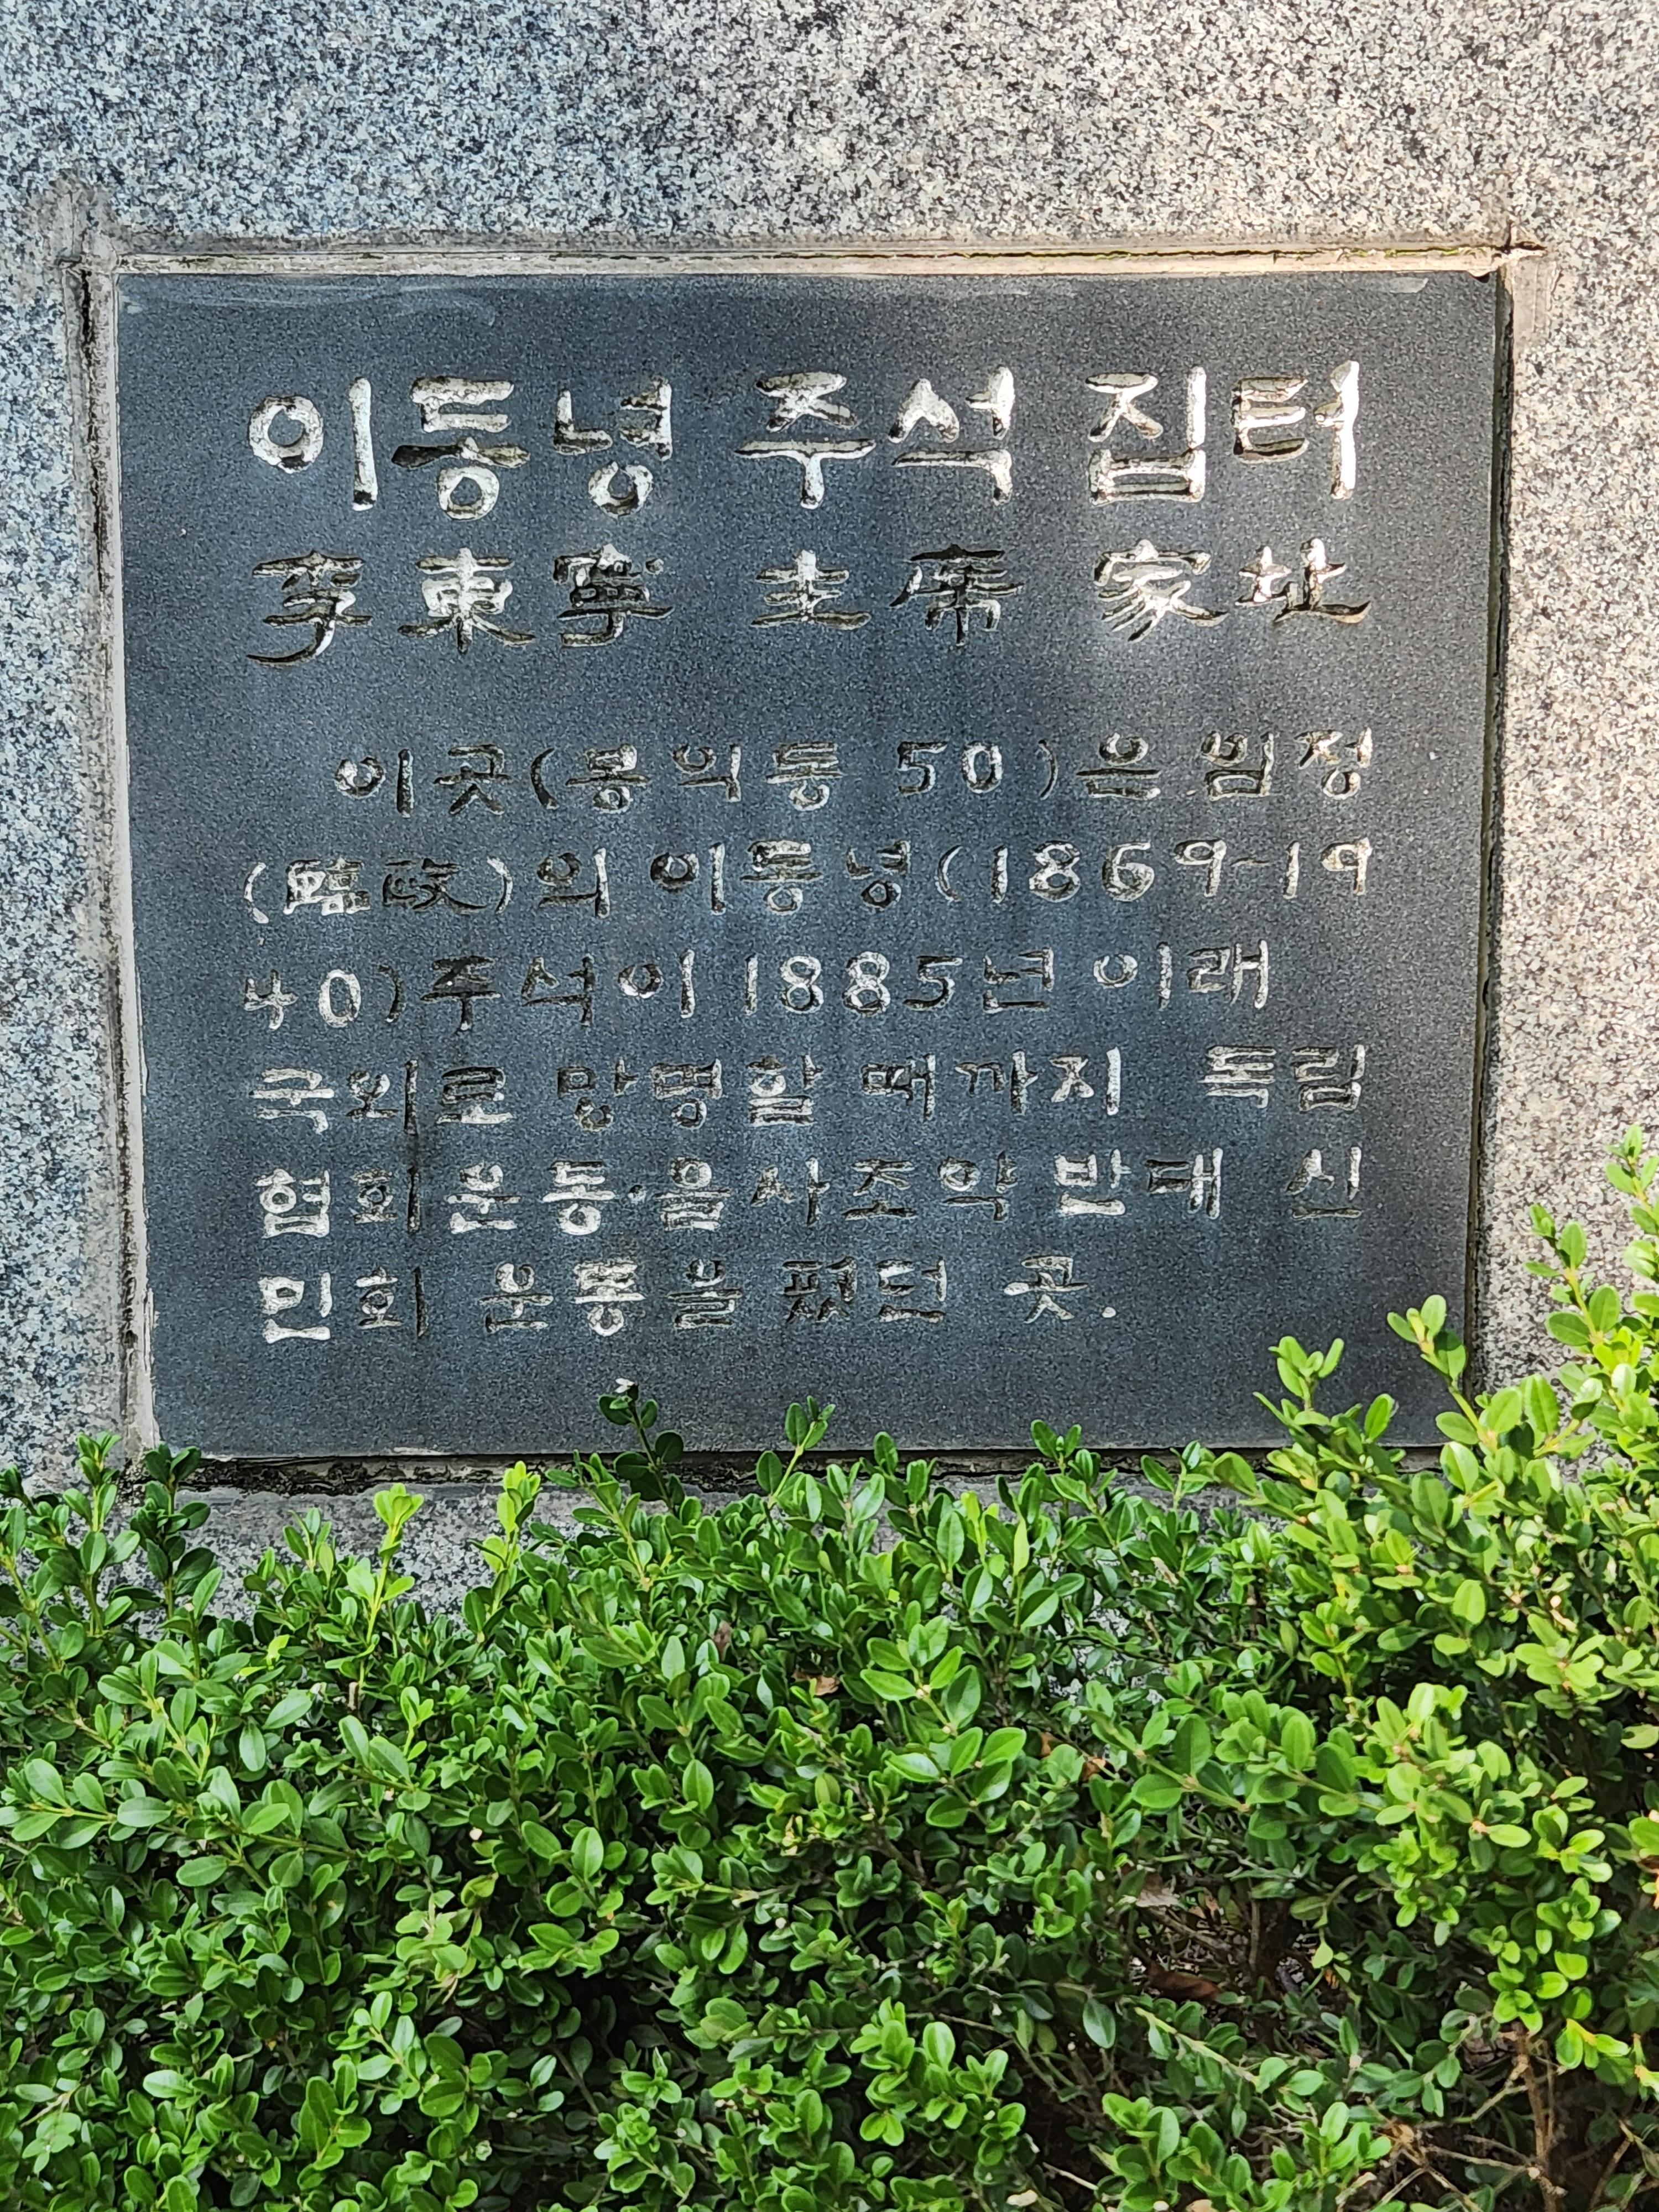 이동녕 주석 집터
李東寧 主席 家址
이곳(봉익동 50)은 임정
(臨政)의 이동녕(1869~19
40)주석이 1885년 이래
국외로 망명할 때까지 독립
협회운동·을사조약 반대 신
민회 운동을 폈던 곳.